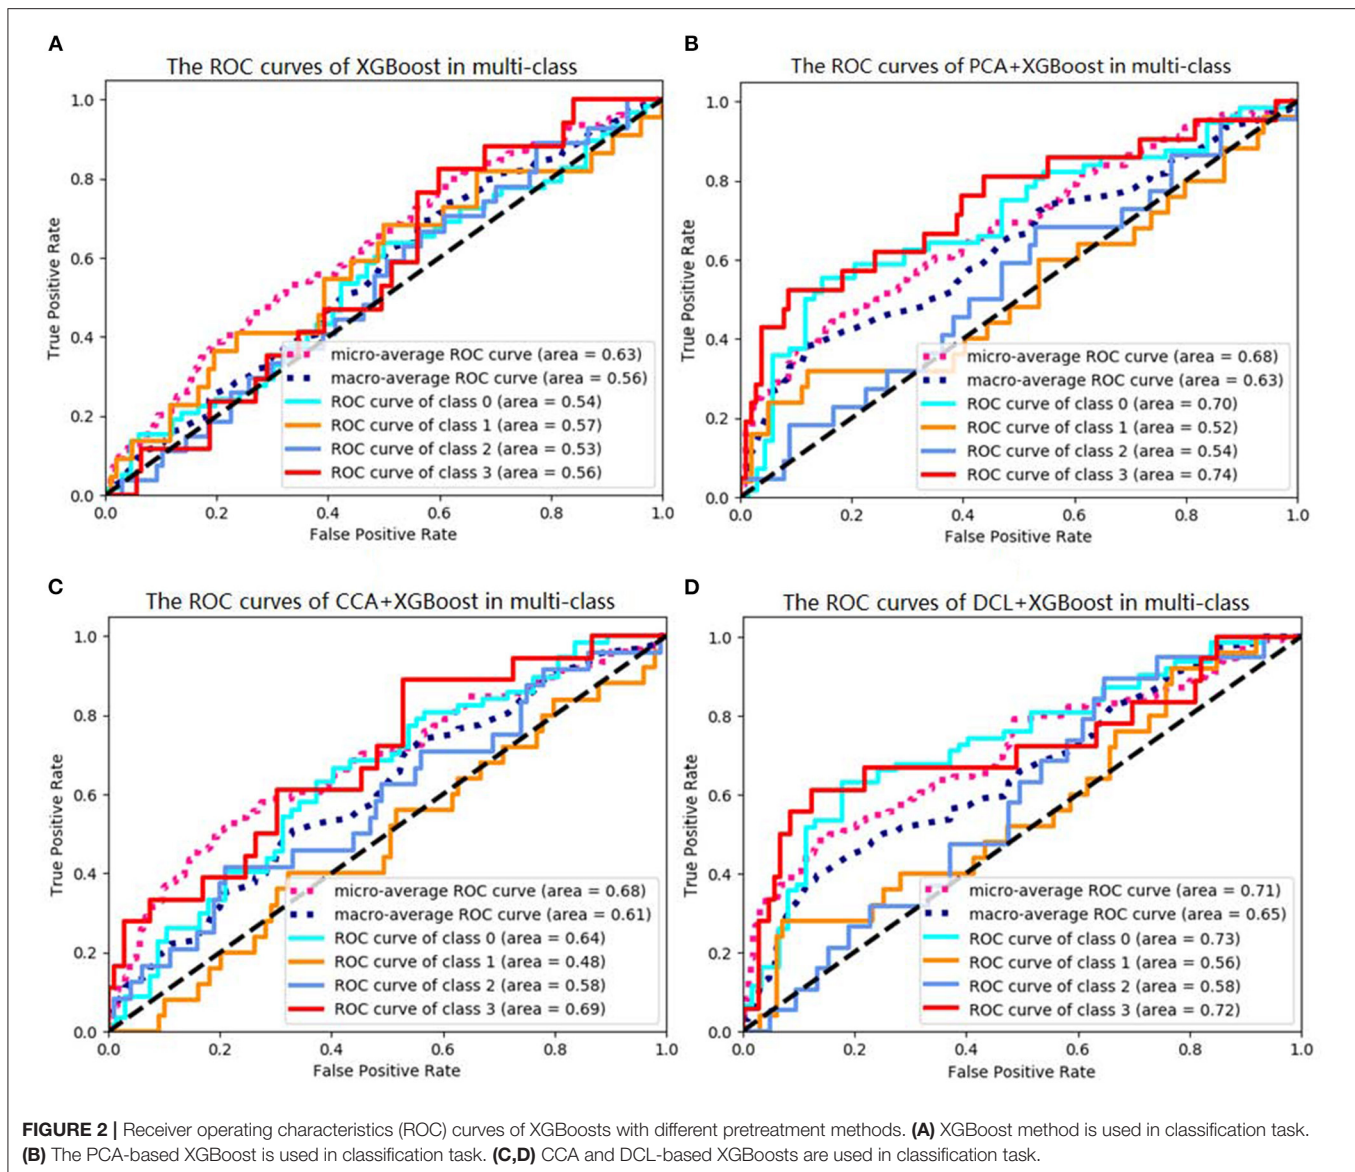 A
The ROC curves of XGBoost in multi-class
True Positive Rate
1.0
0.8
0.6
0.4
0.2
0.0
micro-average ROC curve (area = 0.63)
macro-average ROC curve (area = 0.56)
ROC curve of class 0 (area = 0.54)
ROC curve of class 1 (area = 0.57)
ROC curve of class 2 (area = 0.53)
ROC curve of class 3 (area = 0.56)
0.0 0.2 0.4 0.6 0.8 1.0
False Positive Rate
B
The ROC curves of PCA+XGBoost in multi-class
True Positive Rate
1.0
0.8
0.6
0.4
0.2
0.0
micro-average ROC curve (area = 0.68)
macro-average ROC curve (area = 0.63)
ROC curve of class 0 (area = 0.70)
ROC curve of class 1 (area = 0.52)
ROC curve of class 2 (area = 0.54)
ROC curve of class 3 (area = 0.74)
0.0 0.2 0.4 0.6 0.8 1.0
False Positive Rate
C
The ROC curves of CCA+XGBoost in multi-class
True Positive Rate
1.0
0.8
0.6
0.4
0.2
0.0
micro-average ROC curve (area = 0.68)
macro-average ROC curve (area = 0.61)
ROC curve of class 0 (area = 0.64)
ROC curve of class 1 (area = 0.48)
ROC curve of class 2 (area = 0.58)
ROC curve of class 3 (area = 0.69)
0.0 0.2 0.4 0.6 0.8 1.0
False Positive Rate
D
The ROC curves of DCL+XGBoost in multi-class
True Positive Rate
1.0
0.8
0.6
0.4
0.2
0.0
micro-average ROC curve (area = 0.71)
macro-average ROC curve (area = 0.65)
ROC curve of class 0 (area = 0.73)
ROC curve of class 1 (area = 0.56)
ROC curve of class 2 (area = 0.58)
ROC curve of class 3 (area = 0.72)
0.0 0.2 0.4 0.6 0.8 1.0
False Positive Rate
FIGURE 2 | Receiver operating characteristics (ROC) curves of XGBoosts with different pretreatment methods. (A) XGBoost method is used in classification task.
(B) The PCA-based XGBoost is used in classification task. (C,D) CCA and DCL-based XGBoosts are used in classification task.